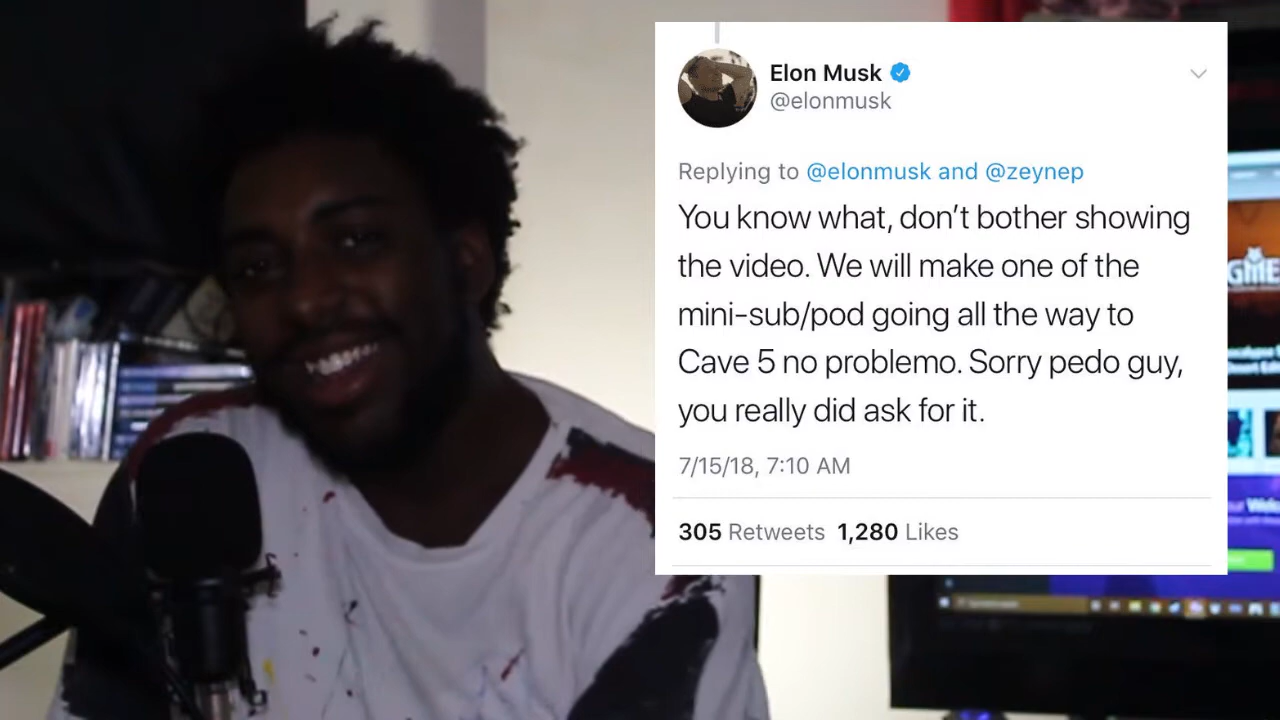 Elon Musk
@elonmusk
Replying to @elonmusk and @zeynep
You know what, don’t bother showing
the video. We will make one of the
mini-sub/pod going all the way to
Cave 5 no problemo. Sorry pedo guy,
you really did ask for it.
7/15/18, 7:10 AM
305 Retweets 1,280 Likes